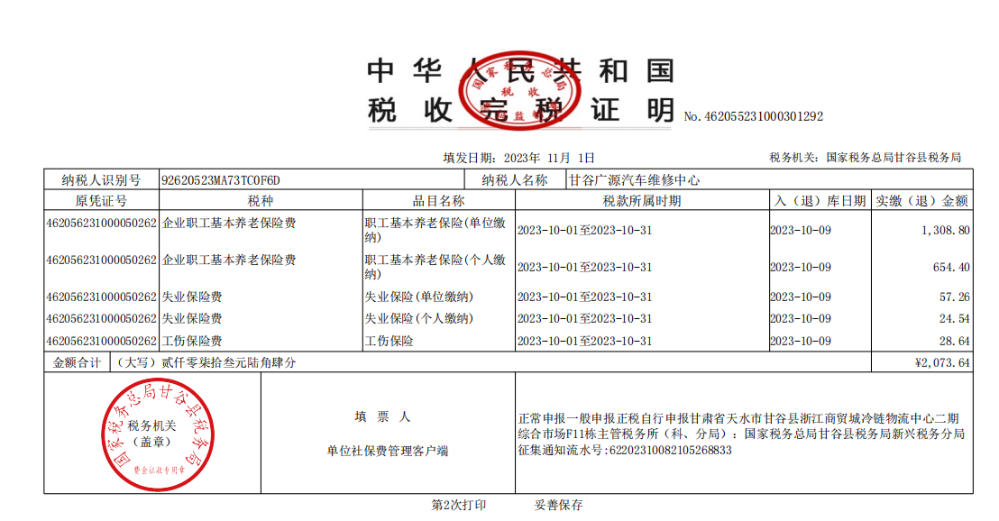 中华人民共和国
税收完税证明
国家税务总局
税收
No.462055231000301292
填发日期: 2023年 11月 1日
税务机关: 国家税务总局甘谷县税务局
纳税人识别号 92620523MA73TC0F6D 纳税人名称 甘谷广源汽车维修中心
原凭证号 税种 品目名称 税款所属时期 入（退）库日期 实缴（退）金额
462056231000050262 企业职工基本养老保险费 职工基本养老保险(单位缴
纳) 2023-10-01至2023-10-31 2023-10-09 1,308.80
462056231000050262 企业职工基本养老保险费 职工基本养老保险(个人缴
纳) 2023-10-01至2023-10-31 2023-10-09 654.40
462056231000050262 失业保险费 失业保险(单位缴纳) 2023-10-01至2023-10-31 2023-10-09 57.26
462056231000050262 失业保险费 失业保险(个人缴纳) 2023-10-01至2023-10-31 2023-10-09 24.54
462056231000050262 工伤保险费 工伤保险 2023-10-01至2023-10-31 2023-10-09 28.64
金额合计 （大写）贰仟零柒拾叁元陆角肆分 ¥2,073.64
国家税务总局甘谷县税务局
税务机关
（盖章）
费金征收专用章
填 票 人
单位社保费管理客户端
正常申报一般申报正税自行申报甘肃省天水市甘谷县浙江商贸城冷链物流中心二期
综合市场F11栋主管税务所（科、分局）: 国家税务总局甘谷县税务局新兴税务分局
征集通知流水号:62202310082105268833
第2次打印 妥善保存